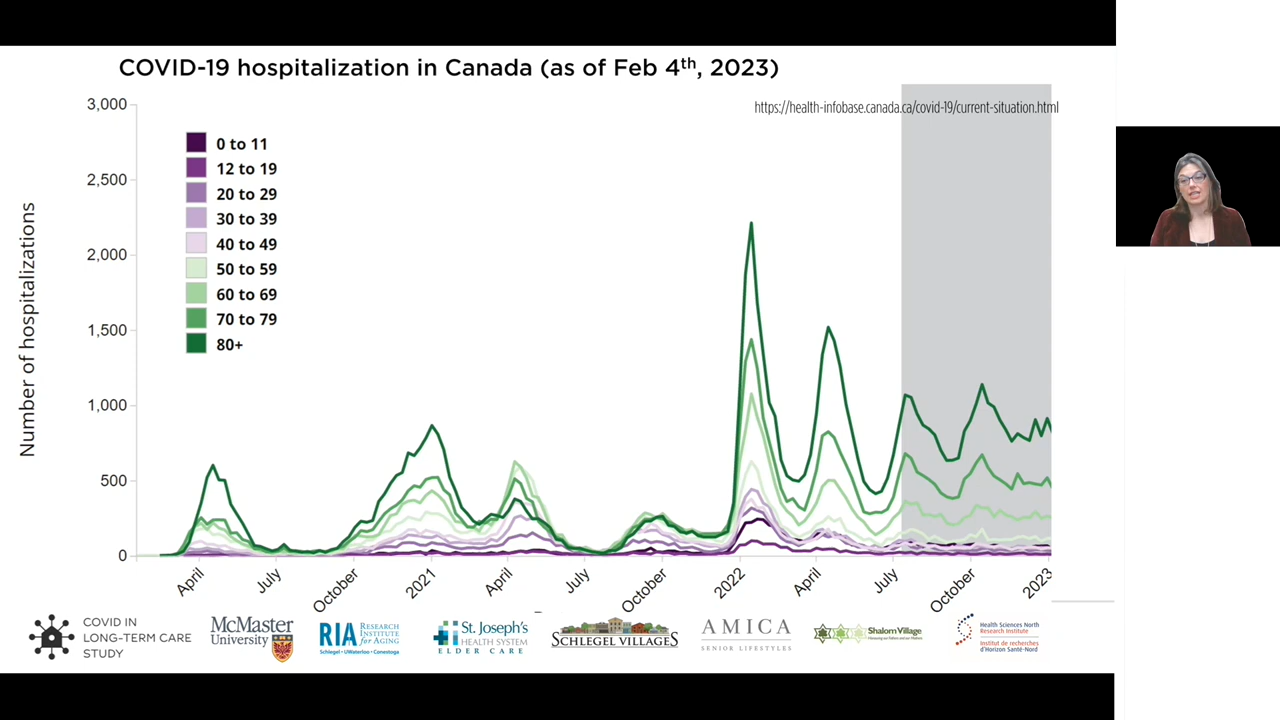 COVID-19 hospitalization in Canada (as of Feb 4th, 2023)
https://health-infobase.canada.ca/covid-19/current-situation.html
Number of hospitalizations
3,000
2,500
2,000
1,500
1,000
500
0
0 to 11
12 to 19
20 to 29
30 to 39
40 to 49
50 to 59
60 to 69
70 to 79
80+
April
July
October
2021
April
July
October
2022
April
July
October
2023
COVID IN
LONG-TERM CARE
STUDY
McMaster
University
RIA
RESEARCH
INSTITUTE
for AGING
Schlegel • UWaterloo • Conestoga
St. Joseph's
HEALTH SYSTEM
ELDER CARE
SCHLEGEL VILLAGES
AMICA
SENIOR LIFESTYLES
Shalom Village
Health Sciences North
Research Institute
Institut de recherches
d'Horizon Santé-Nord